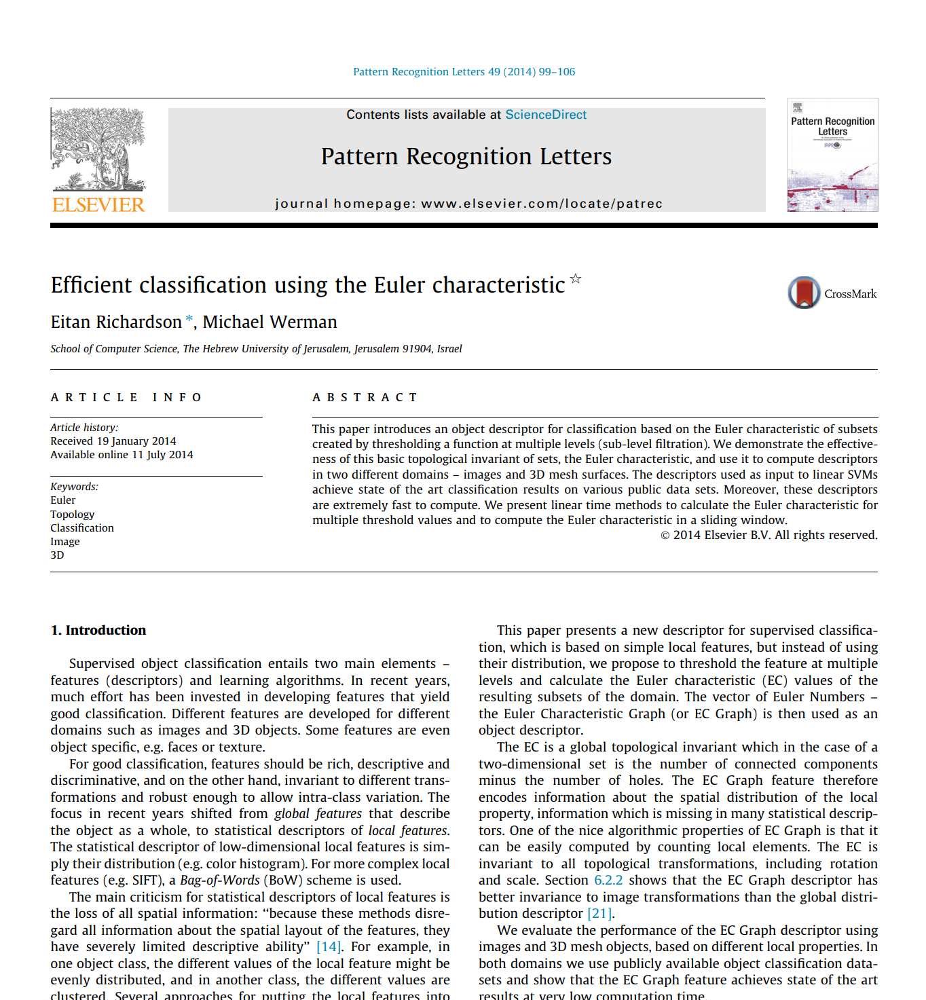 Pattern Recognition Letters 49 (2014) 99–106
Contents lists available at ScienceDirect
Pattern Recognition Letters
journal homepage: www.elsevier.com/locate/patrec
NON SOLUS
ELSEVIER
Pattern Recognition
Letters
Efficient classification using the Euler characteristic ☆
CrossMark
Eitan Richardson *, Michael Werman
School of Computer Science, The Hebrew University of Jerusalem, Jerusalem 91904, Israel
ARTICLE INFO
Article history:
Received 19 January 2014
Available online 11 July 2014
Keywords:
Euler
Topology
Classification
Image
3D
ABSTRACT
This paper introduces an object descriptor for classification based on the Euler characteristic of subsets
created by thresholding a function at multiple levels (sub-level filtration). We demonstrate the effective-
ness of this basic topological invariant of sets, the Euler characteristic, and use it to compute descriptors
in two different domains – images and 3D mesh surfaces. The descriptors used as input to linear SVMs
achieve state of the art classification results on various public data sets. Moreover, these descriptors
are extremely fast to compute. We present linear time methods to calculate the Euler characteristic for
multiple threshold values and to compute the Euler characteristic in a sliding window.
© 2014 Elsevier B.V. All rights reserved.
1. Introduction
Supervised object classification entails two main elements –
features (descriptors) and learning algorithms. In recent years,
much effort has been invested in developing features that yield
good classification. Different features are developed for different
domains such as images and 3D objects. Some features are even
object specific, e.g. faces or texture.
For good classification, features should be rich, descriptive and
discriminative, and on the other hand, invariant to different trans-
formations and robust enough to allow intra-class variation. The
focus in recent years shifted from global features that describe
the object as a whole, to statistical descriptors of local features.
The statistical descriptor of low-dimensional local features is sim-
ply their distribution (e.g. color histogram). For more complex local
features (e.g. SIFT), a Bag-of-Words (BoW) scheme is used.
The main criticism for statistical descriptors of local features is
the loss of all spatial information: “because these methods disre-
gard all information about the spatial layout of the features, they
have severely limited descriptive ability” [14]. For example, in
one object class, the different values of the local feature might be
evenly distributed, and in another class, the different values are
clustered. Several approaches for putting the local features into
This paper presents a new descriptor for supervised classifica-
tion, which is based on simple local features, but instead of using
their distribution, we propose to threshold the feature at multiple
levels and calculate the Euler characteristic (EC) values of the
resulting subsets of the domain. The vector of Euler Numbers –
the Euler Characteristic Graph (or EC Graph) is then used as an
object descriptor.
The EC is a global topological invariant which in the case of a
two-dimensional set is the number of connected components
minus the number of holes. The EC Graph feature therefore
encodes information about the spatial distribution of the local
property, information which is missing in many statistical descrip-
tors. One of the nice algorithmic properties of EC Graph is that it
can be easily computed by counting local elements. The EC is
invariant to all topological transformations, including rotation
and scale. Section 6.2.2 shows that the EC Graph descriptor has
better invariance to image transformations than the global distri-
bution descriptor [21].
We evaluate the performance of the EC Graph descriptor using
images and 3D mesh objects, based on different local properties. In
both domains we use publicly available object classification data-
sets and show that the EC Graph feature achieves state of the art
results at very low computation time.